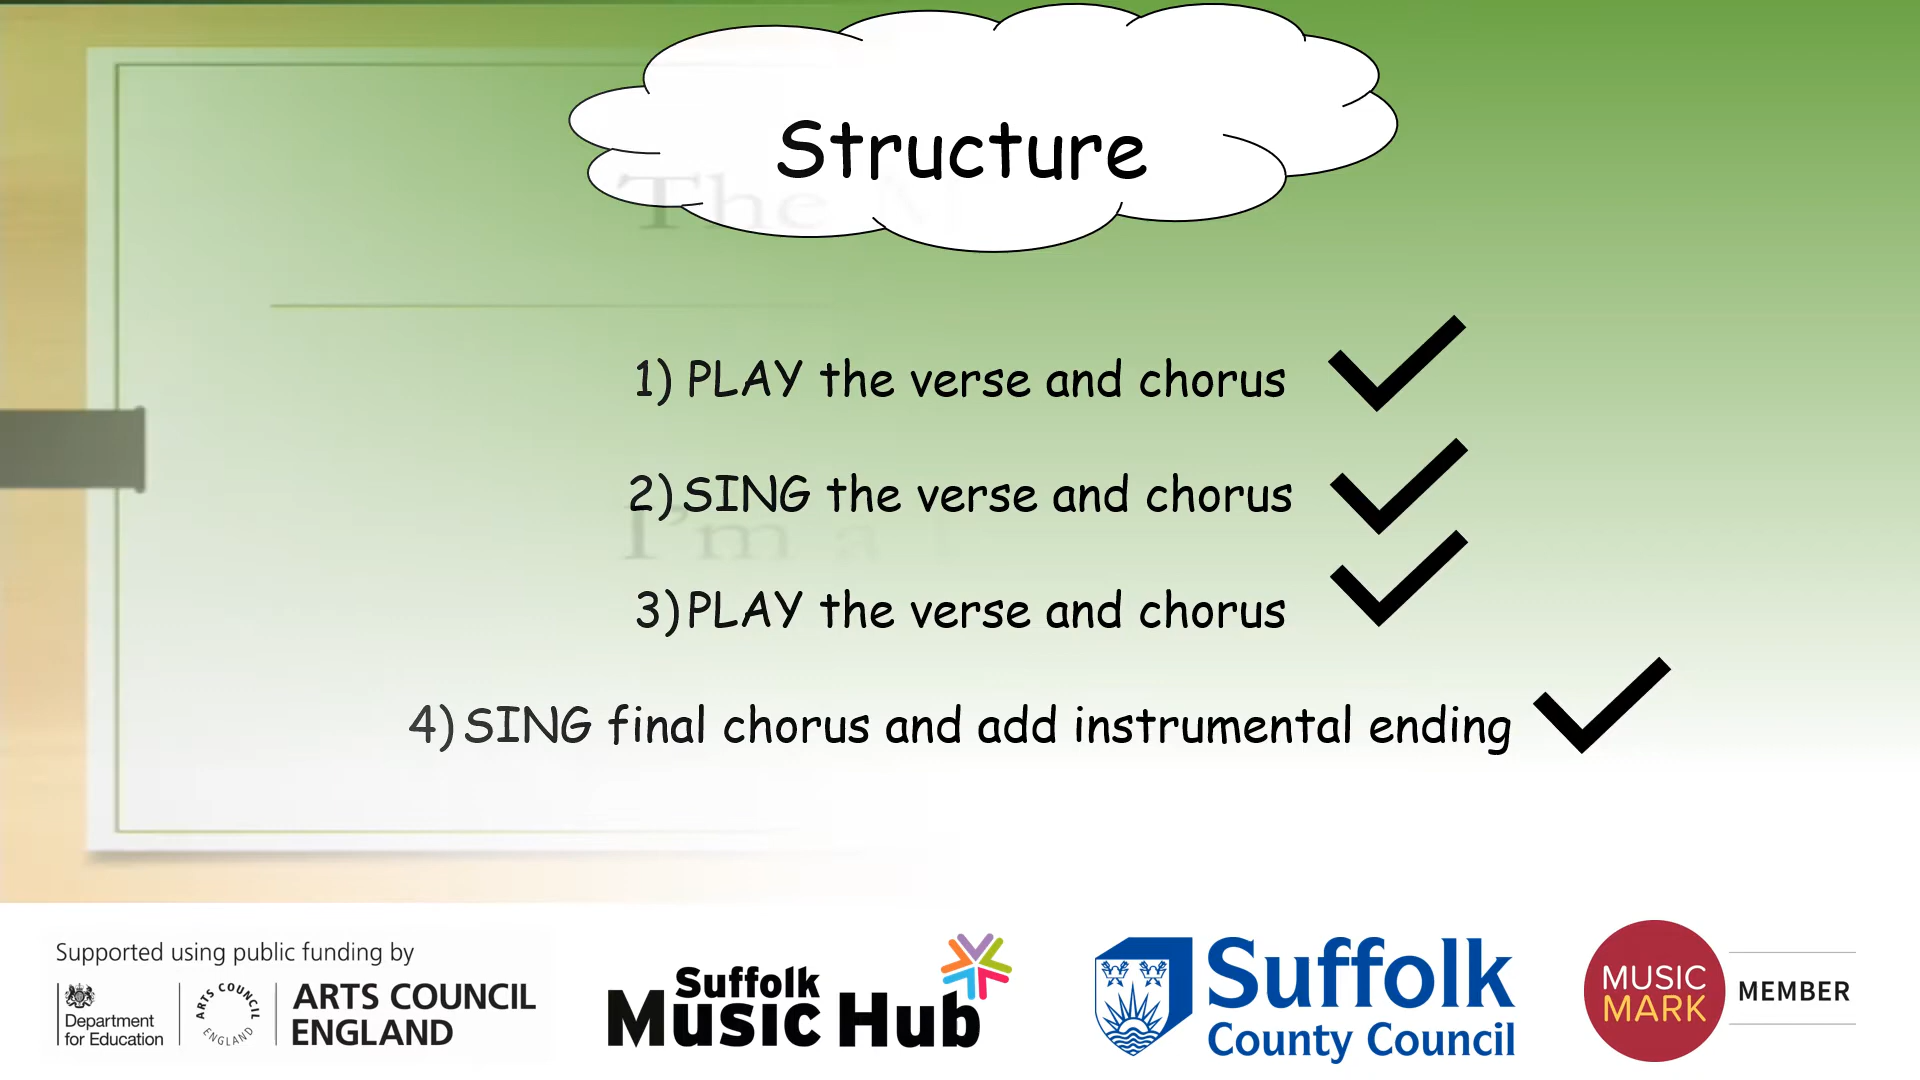 Structure
The M
1) PLAY the verse and chorus
2) SING the verse and chorus
I'm a
3) PLAY the verse and chorus
4) SING final chorus and add instrumental ending
Supported using public funding by
Department
for Education
ARTS COUNCIL
ENGLAND
ARTS COUNCIL
ENGLAND
Suffolk
Music Hub
Suffolk
County Council
MUSIC
MARK
MEMBER